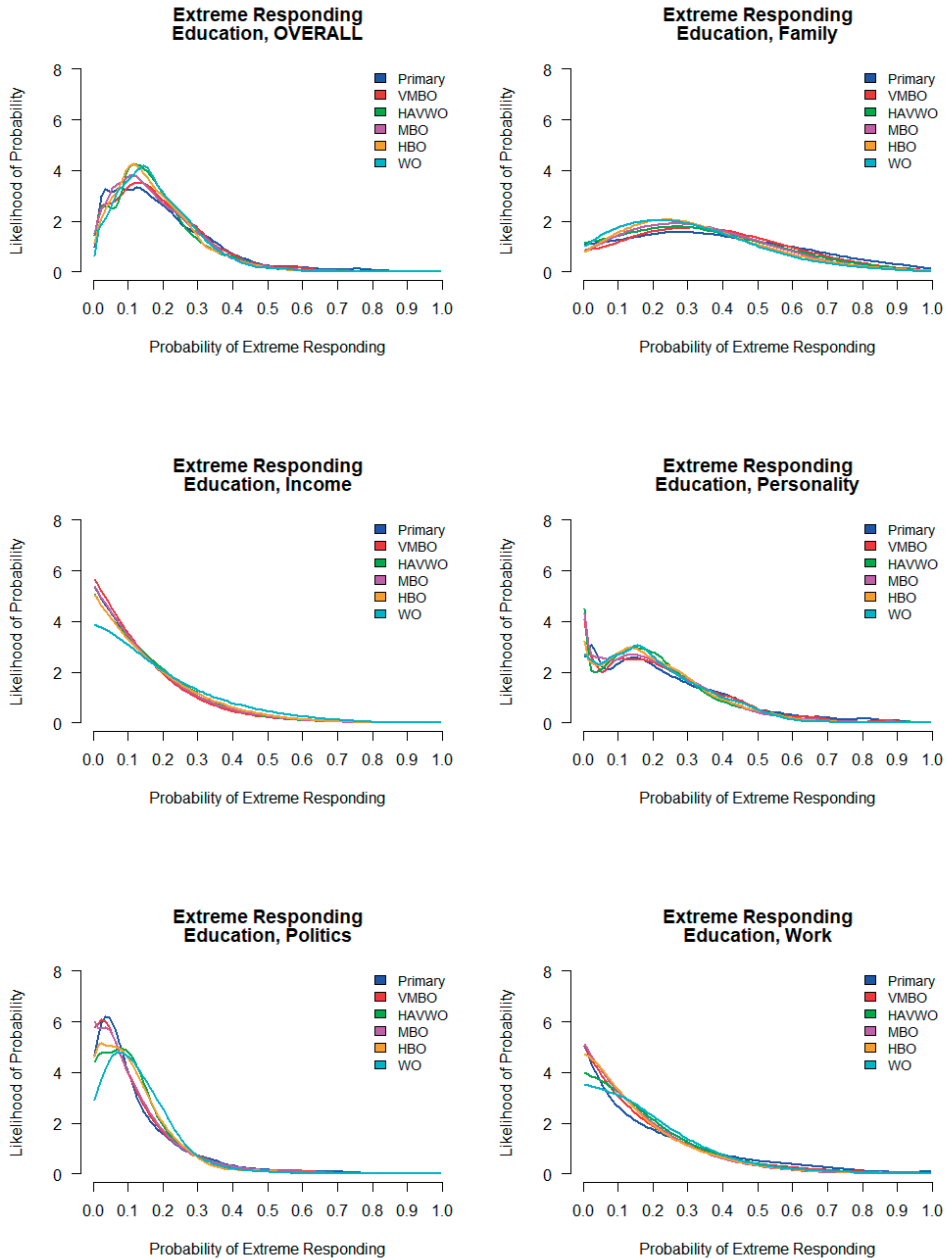 Extreme Responding
Education, OVERALL
Likelihood of Probability
8
6
4
2
0
Primary
VMBO
HAVWO
MBO
HBO
WO
0.0 0.1 0.2 0.3 0.4 0.5 0.6 0.7 0.8 0.9 1.0
Probability of Extreme Responding
Extreme Responding
Education, Family
Likelihood of Probability
8
6
4
2
0
Primary
VMBO
HAVWO
MBO
HBO
WO
0.0 0.1 0.2 0.3 0.4 0.5 0.6 0.7 0.8 0.9 1.0
Probability of Extreme Responding
Extreme Responding
Education, Income
Likelihood of Probability
8
6
4
2
0
Primary
VMBO
HAVWO
MBO
HBO
WO
0.0 0.1 0.2 0.3 0.4 0.5 0.6 0.7 0.8 0.9 1.0
Probability of Extreme Responding
Extreme Responding
Education, Personality
Likelihood of Probability
8
6
4
2
0
Primary
VMBO
HAVWO
MBO
HBO
WO
0.0 0.1 0.2 0.3 0.4 0.5 0.6 0.7 0.8 0.9 1.0
Probability of Extreme Responding
Extreme Responding
Education, Politics
Likelihood of Probability
8
6
4
2
0
Primary
VMBO
HAVWO
MBO
HBO
WO
0.0 0.1 0.2 0.3 0.4 0.5 0.6 0.7 0.8 0.9 1.0
Probability of Extreme Responding
Extreme Responding
Education, Work
Likelihood of Probability
8
6
4
2
0
Primary
VMBO
HAVWO
MBO
HBO
WO
0.0 0.1 0.2 0.3 0.4 0.5 0.6 0.7 0.8 0.9 1.0
Probability of Extreme Responding